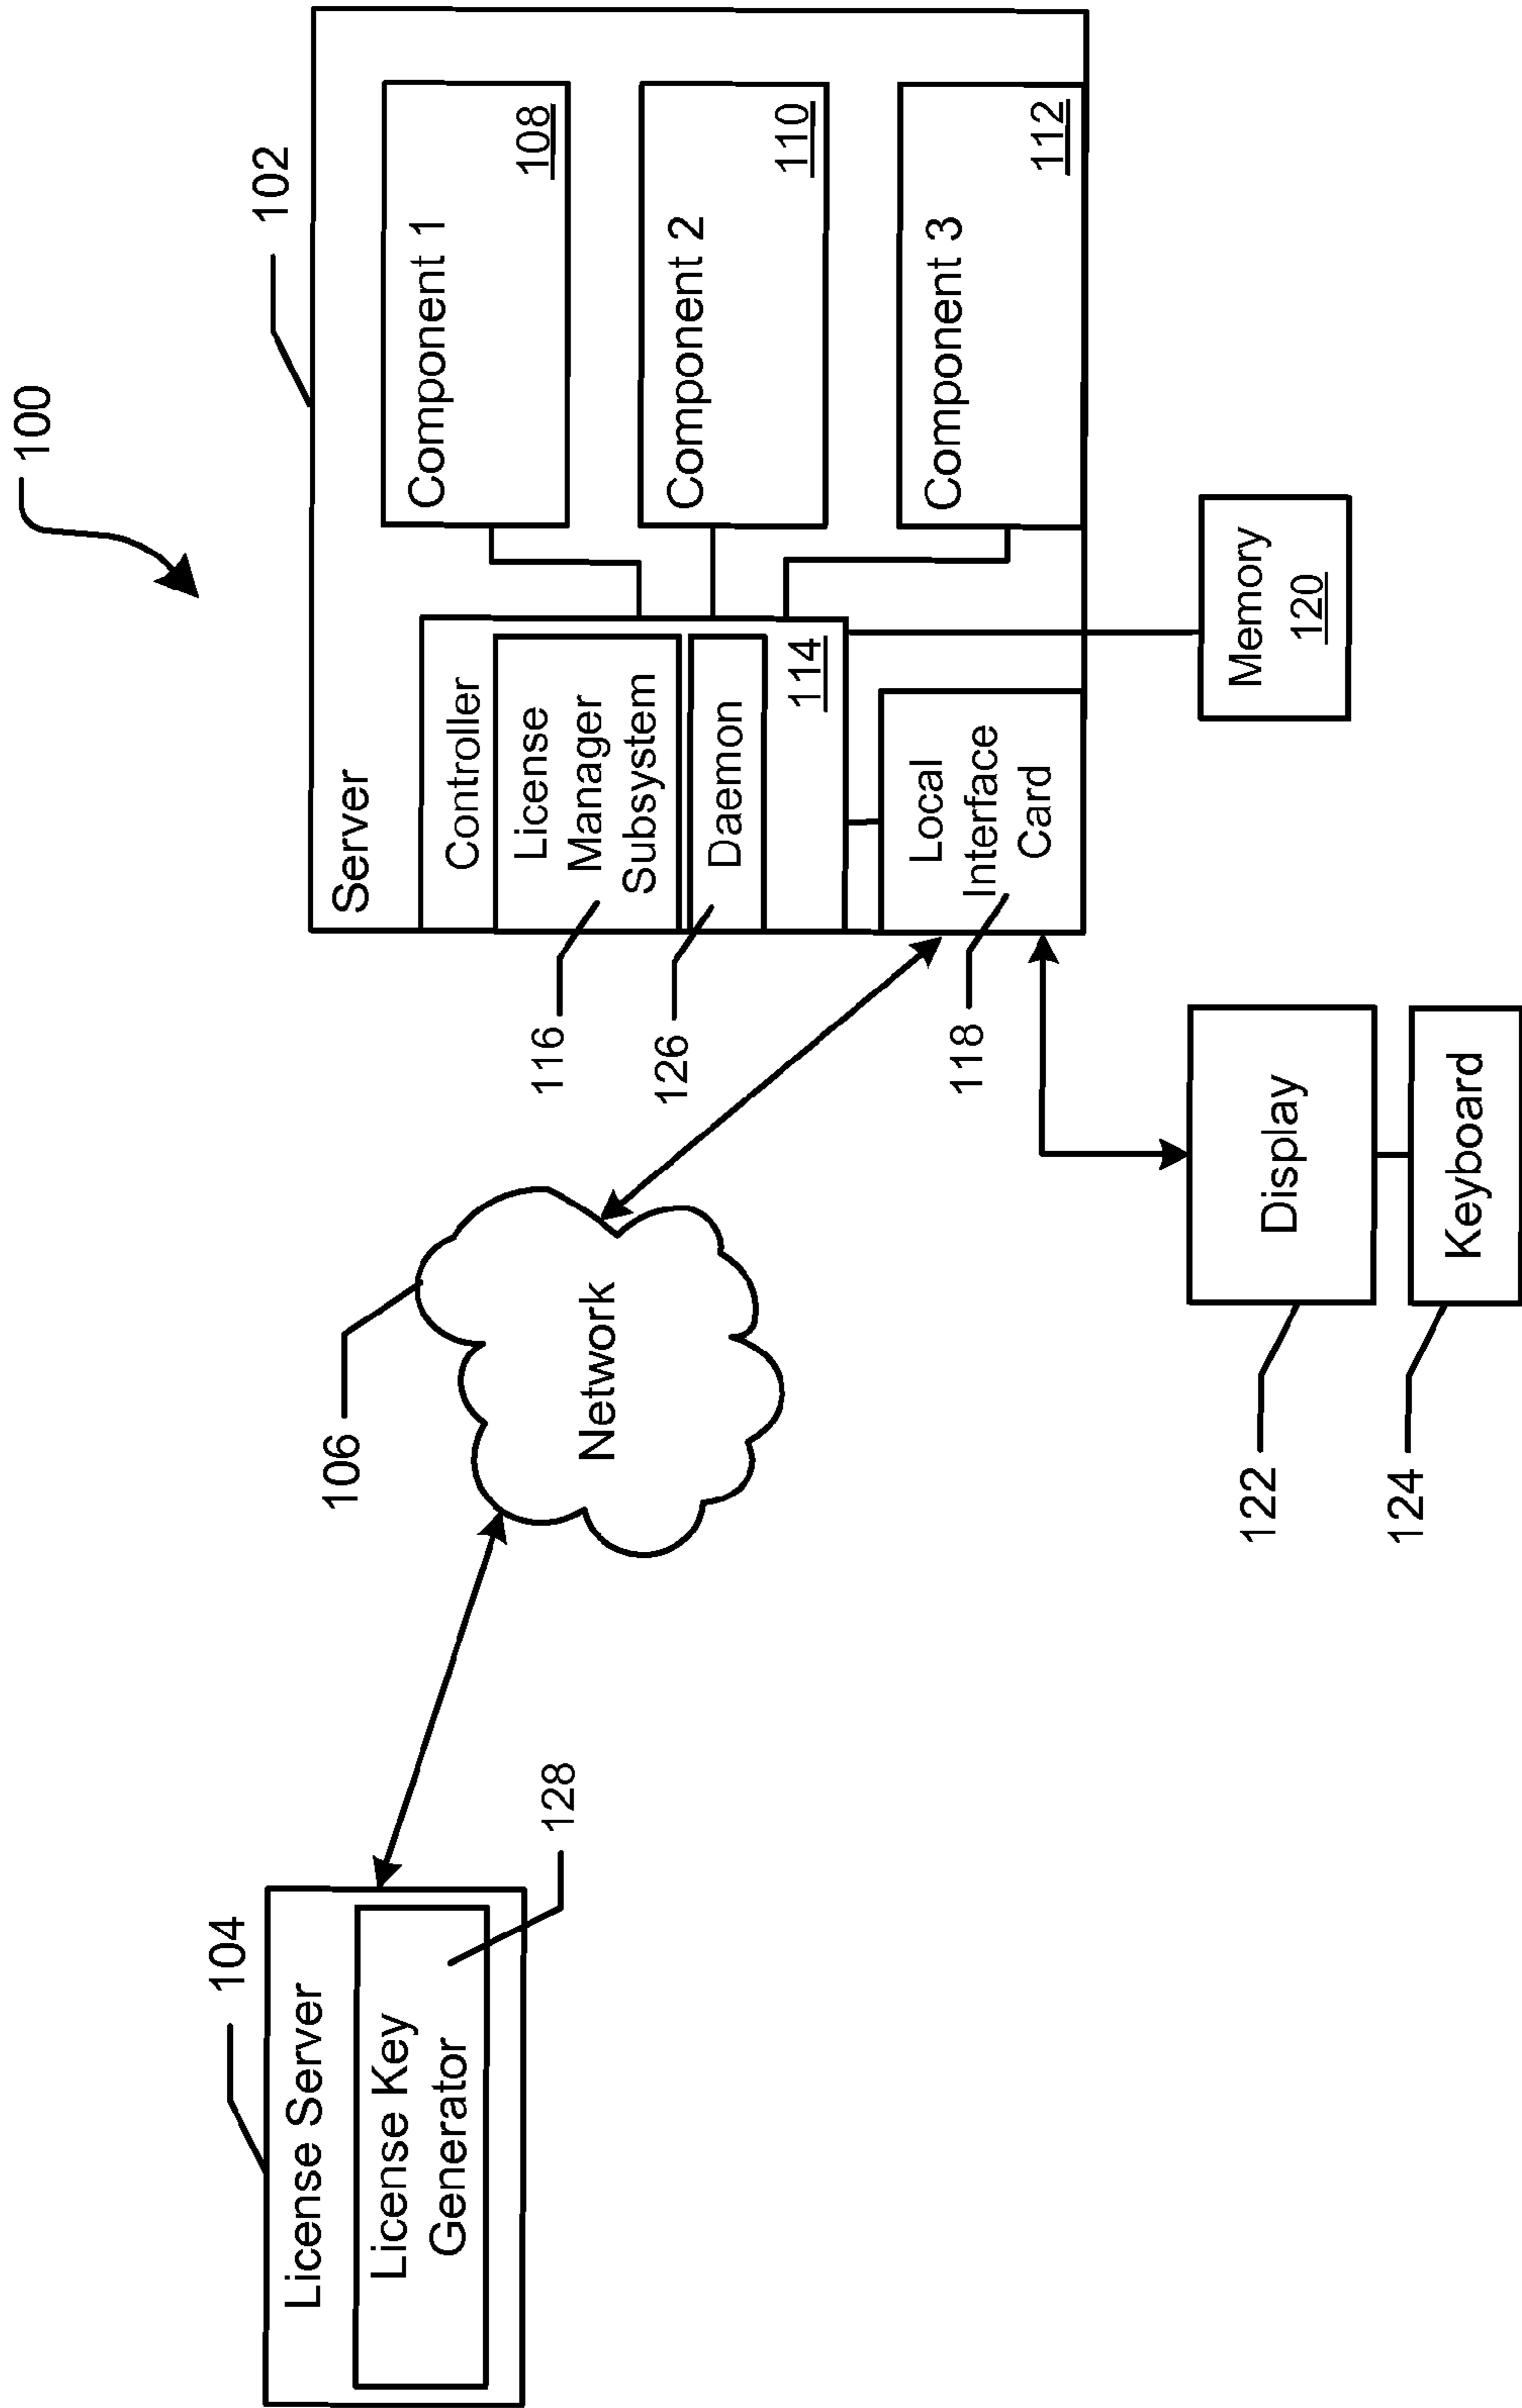 100
102
104
License Server
License Key
Generator
128
106
Network
Server
Controller
License
Manager
Subsystem
Daemon
114
116
126
Local
Interface
Card
118
Component 1
108
Component 2
110
Component 3
112
Memory
120
Display
122
Keyboard
124